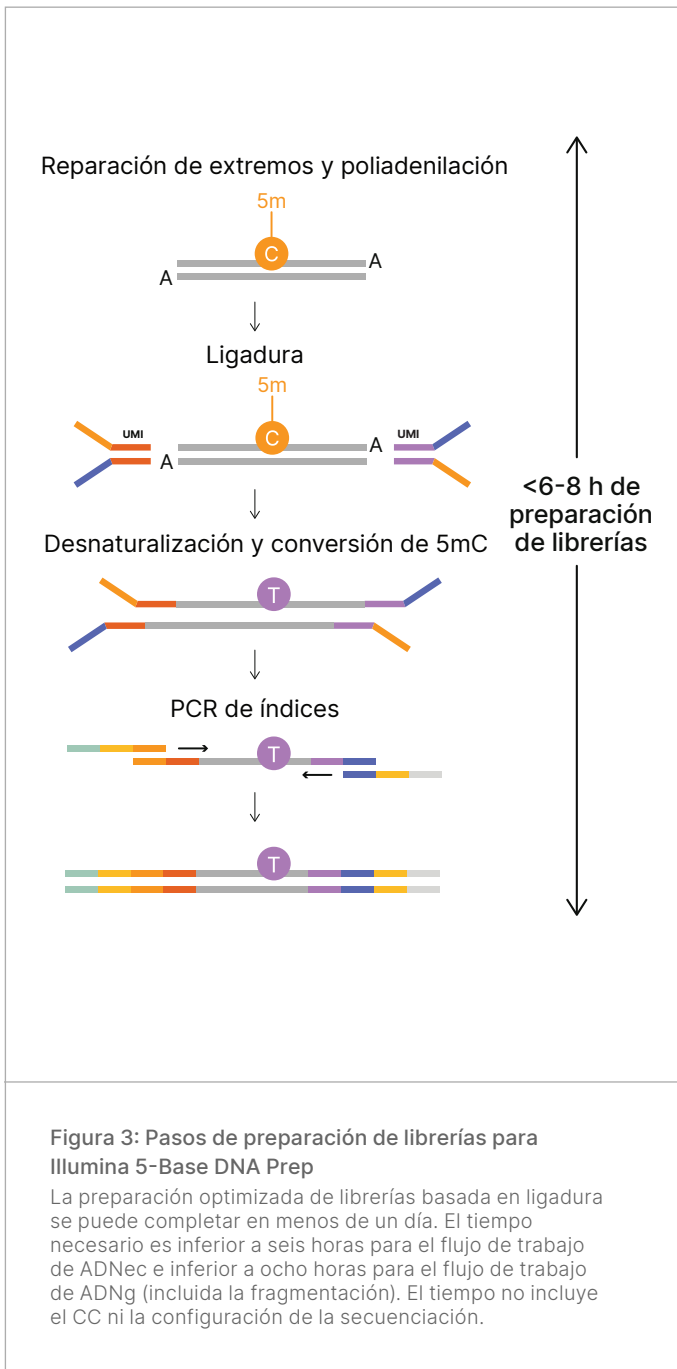 Reparación de extremos y poliadenilación
5m
C
A
A
Ligadura
5m
UMI
C
A
UMI
A
<6-8 h de
preparación
de librerías
Desnaturalización y conversión de 5mC
T
PCR de índices
T
T
Figura 3: Pasos de preparación de librerías para
Illumina 5-Base DNA Prep
La preparación optimizada de librerías basada en ligadura
se puede completar en menos de un día. El tiempo
necesario es inferior a seis horas para el flujo de trabajo
de ADNec e inferior a ocho horas para el flujo de trabajo
de ADNg (incluida la fragmentación). El tiempo no incluye
el CC ni la configuración de la secuenciación.